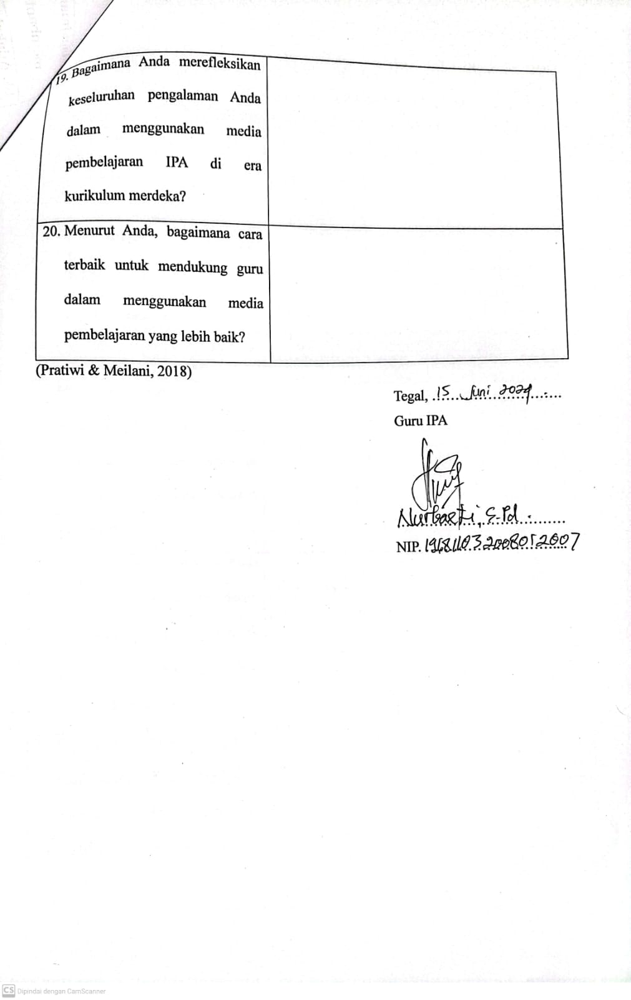 19. Bagaimana Anda merefleksikan
keseluruhan pengalaman Anda
dalam menggunakan media
pembelajaran IPA di era
kurikulum merdeka?
20. Menurut Anda, bagaimana cara
terbaik untuk mendukung guru
dalam menggunakan media
pembelajaran yang lebih baik?
(Pratiwi & Meilani, 2018)
Tegal, 15 Juni 2024
Guru IPA
Nurbaeti, S.Pd
NIP. 196811032008012007
CS Dipindai dengan CamScanner